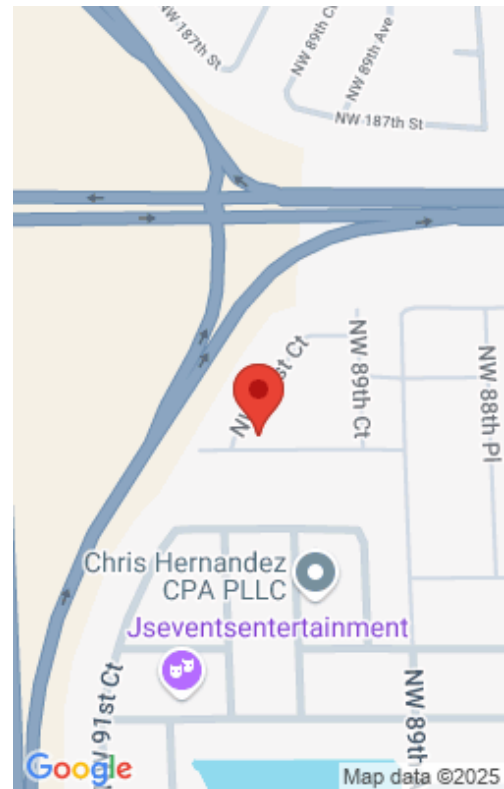 NW 187th St
NW 89th Ct
NW 89th Ave
NW 187th St
NW 89th Ct
NW 88th Pl
Chris Hernandez
CPA PLLC
Jseventsentertainment
91st Ct
NW 89th
Google
Map data ©2025